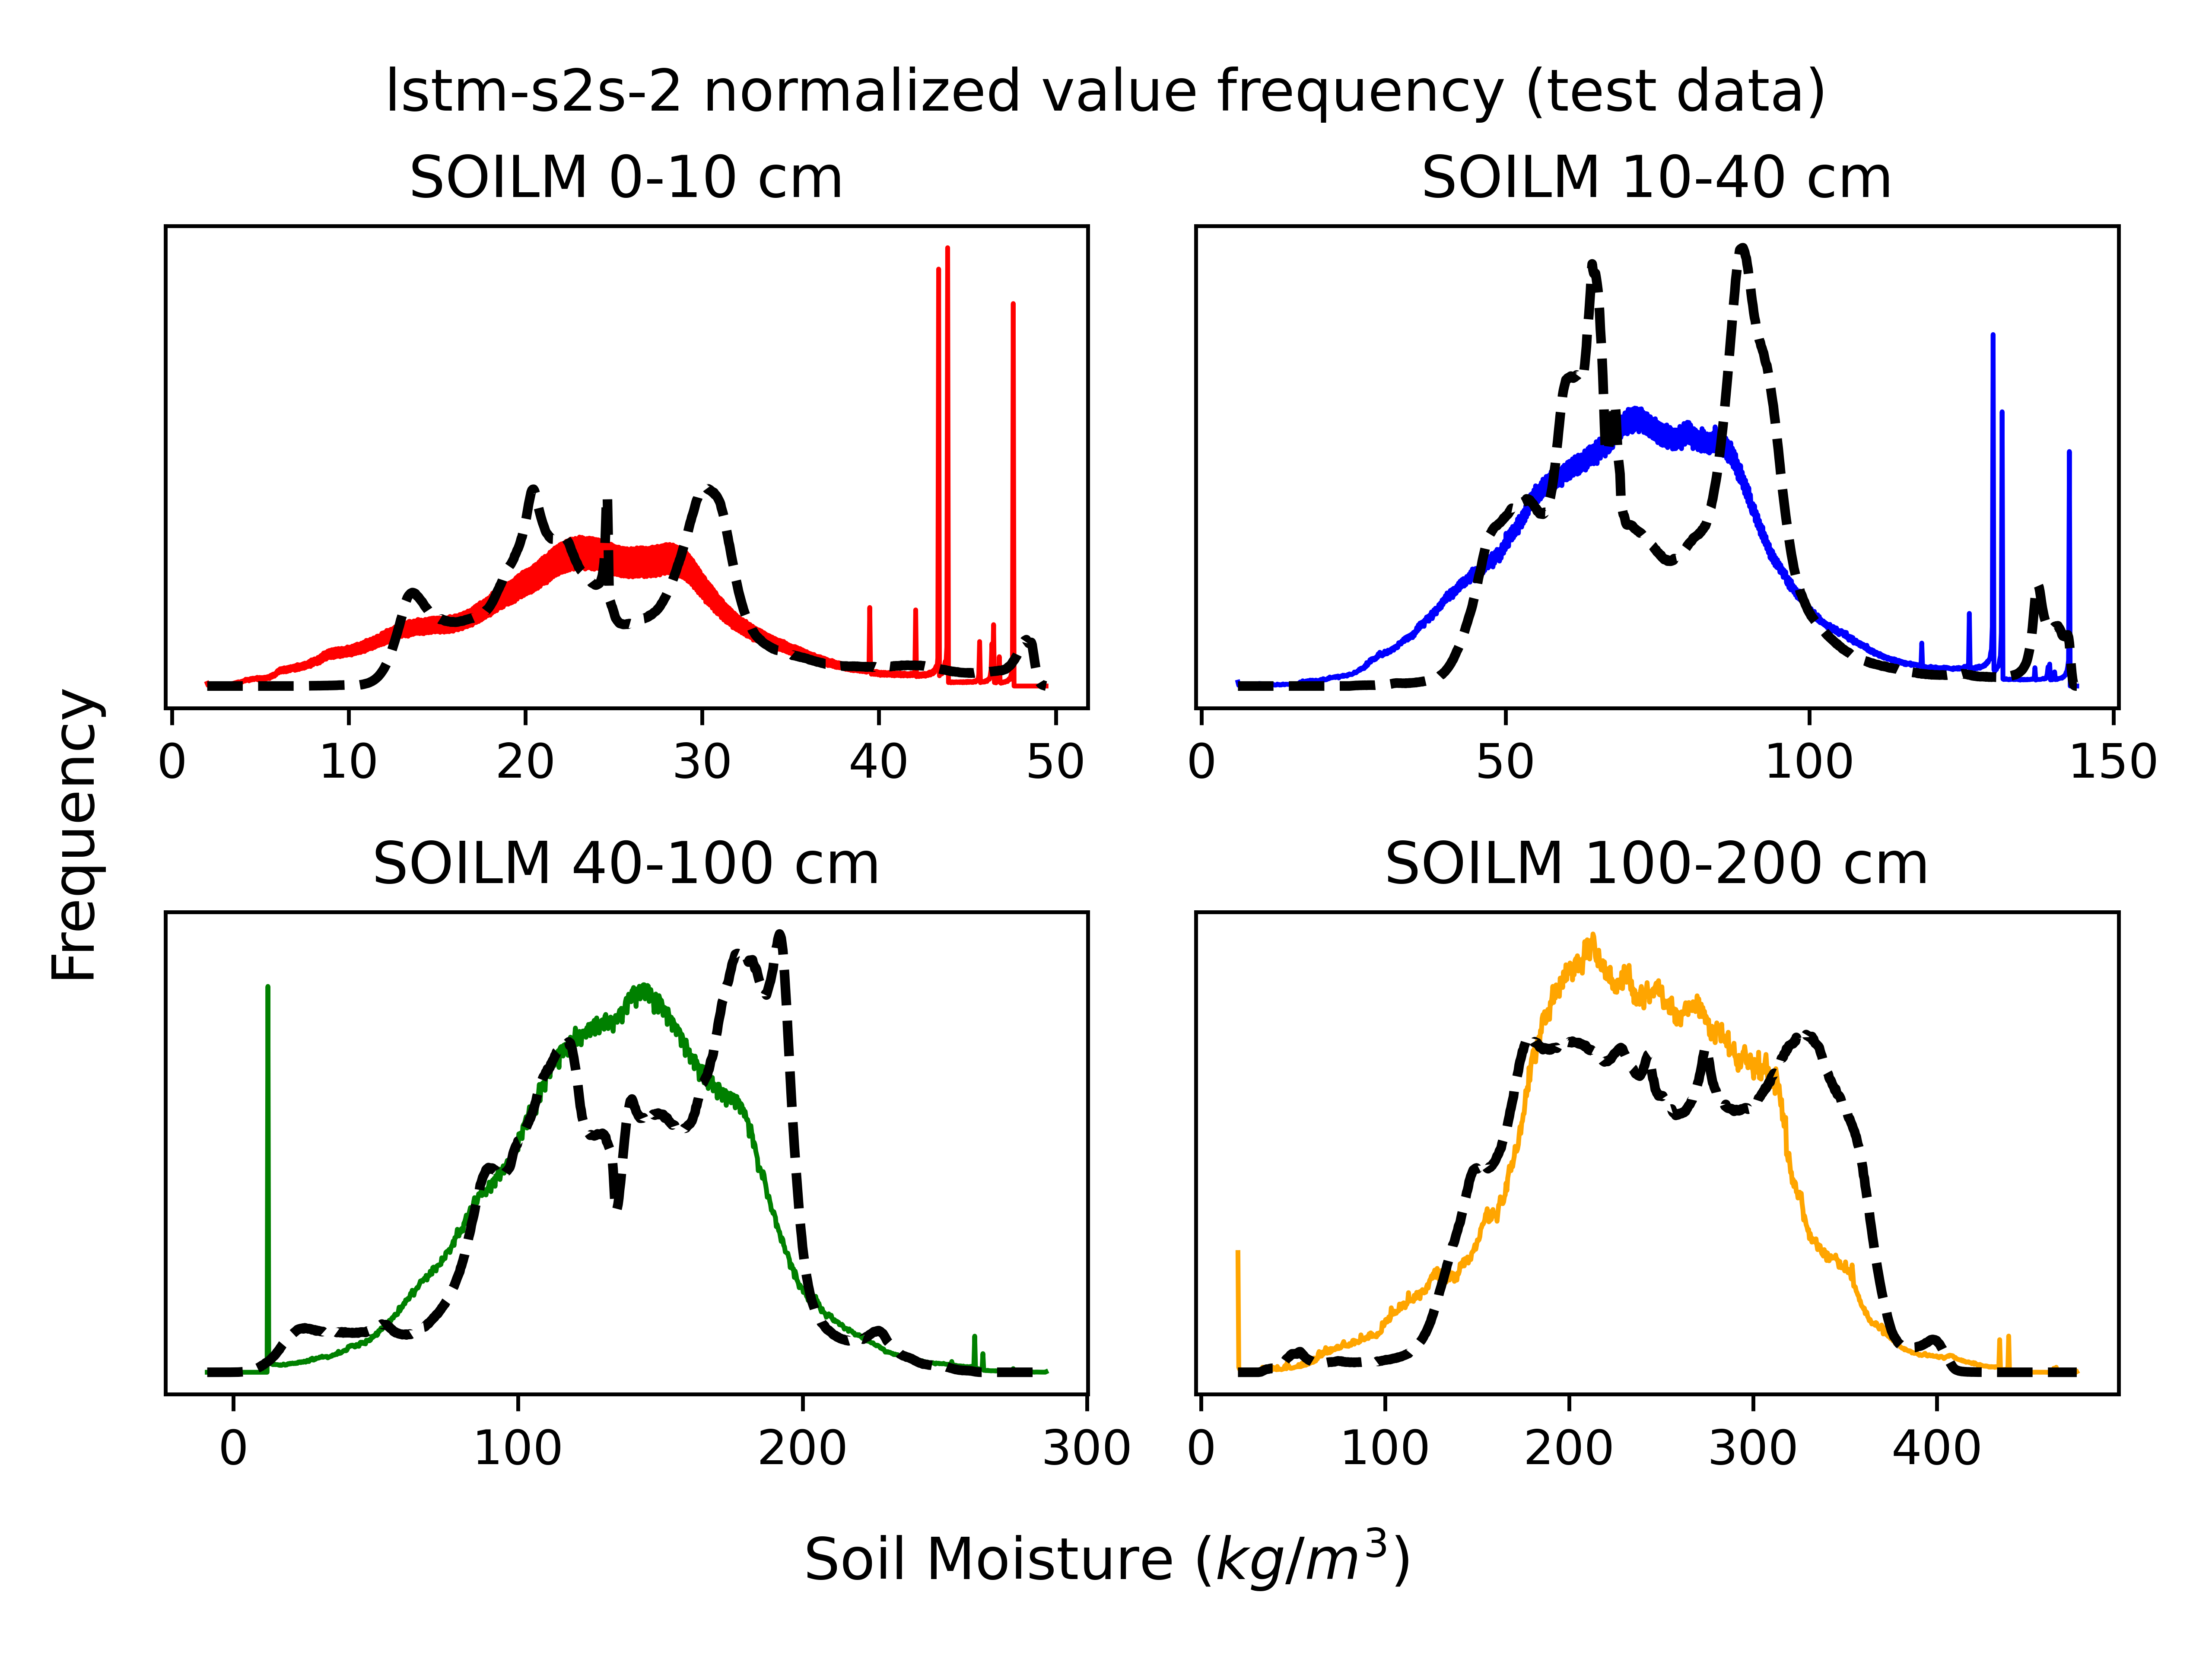 lstm-s2s-2 normalized value frequency (test data)
SOILM 0-10 cm
SOILM 10-40 cm
0 10 20 30 40 50
0 50 100 150
Frequency
SOILM 40-100 cm
SOILM 100-200 cm
0 100 200 300
0 100 200 300 400
Soil Moisture (kg/m³)